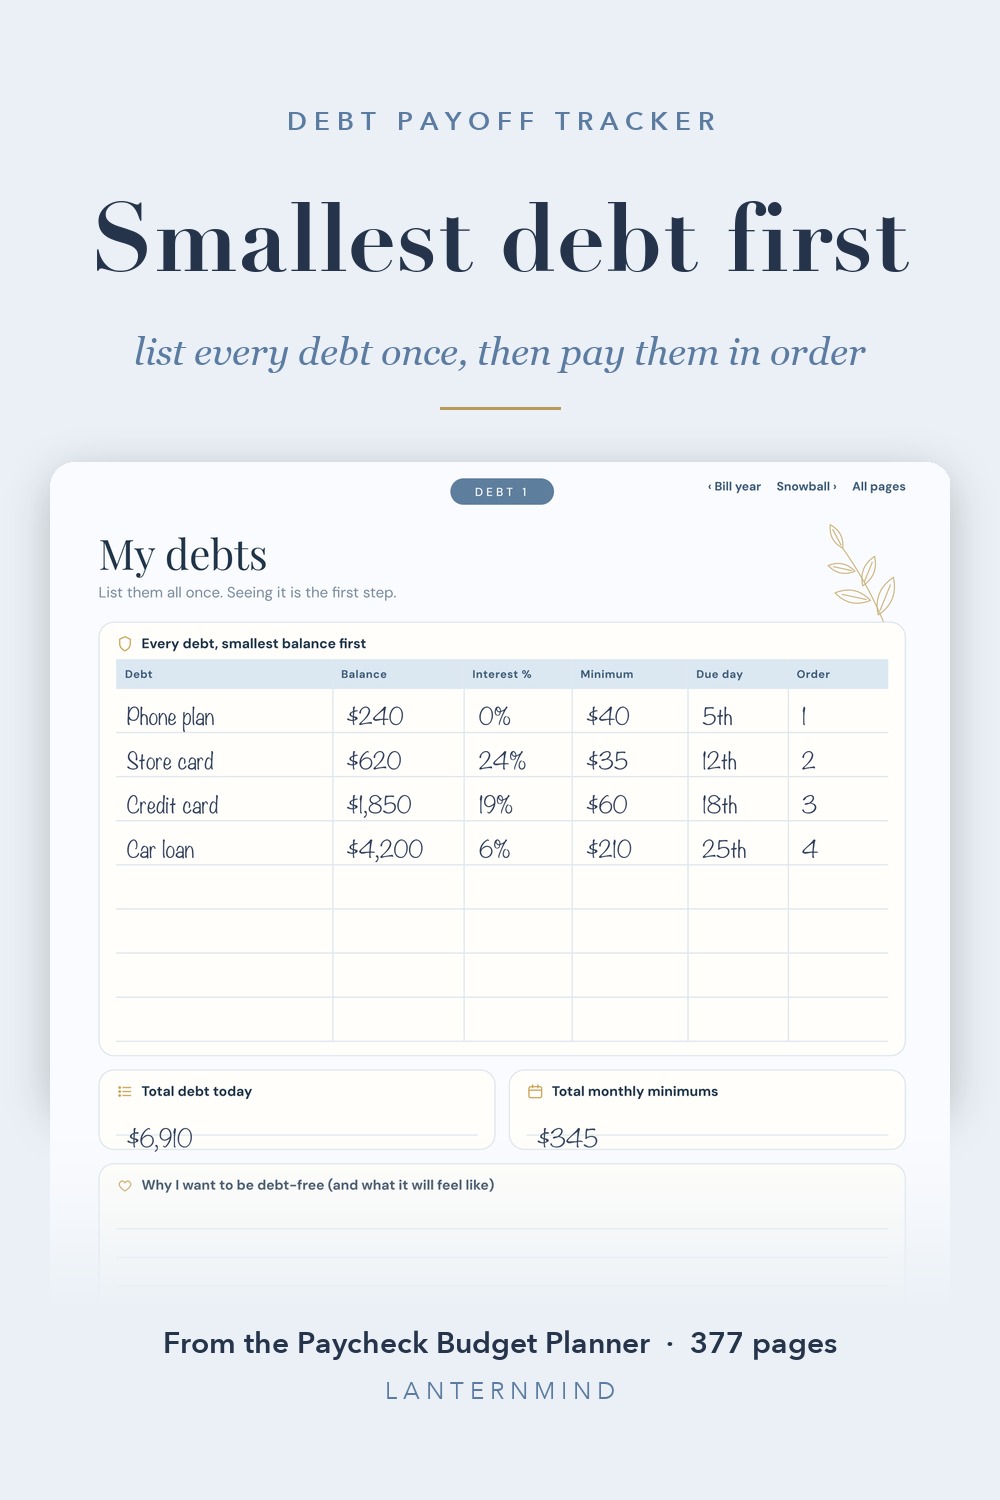 DEBT PAYOFF TRACKER
Smallest debt first
list every debt once, then pay them in order
DEBT 1
‹ Bill year Snowball › All pages
My debts
List them all once. Seeing it is the first step.
Every debt, smallest balance first
Debt Balance Interest % Minimum Due day Order
Phone plan $240 0% $40 5th 1
Store card $620 24% $35 12th 2
Credit card $1,850 19% $60 18th 3
Car loan $4,200 6% $210 25th 4
Total debt today Total monthly minimums
$6,910 $345
Why I want to be debt-free (and what it will feel like)
From the Paycheck Budget Planner · 377 pages
LANTERNMIND